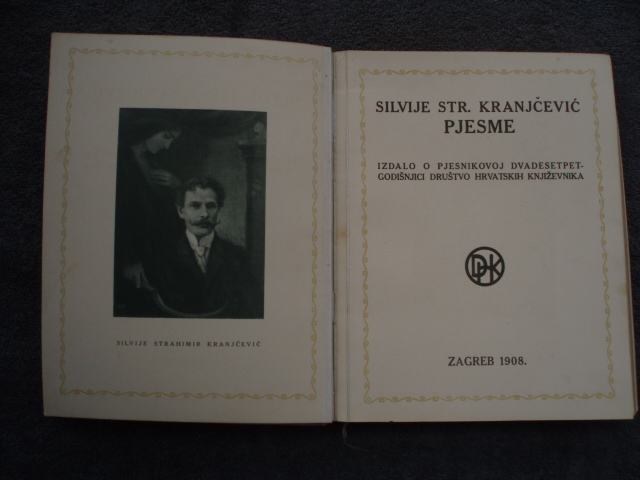 SILVIJE STRAHIMIR KRANJČEVIĆ
SILVIJE STR. KRANJČEVIĆ
PJESME
IZDALO O PJESNIKOVOJ DVADESETPET-
GODIŠNJICI DRUŠTVO HRVATSKIH KNJIŽEVNIKA
DHK
ZAGREB 1908.